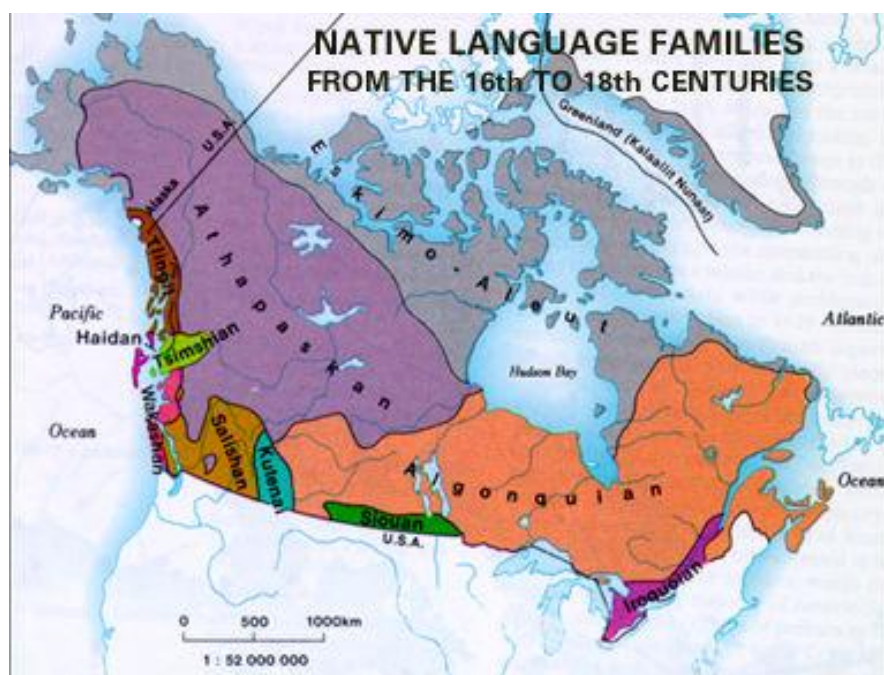 NATIVE LANGUAGE FAMILIES
FROM THE 16th TO 18th CENTURIES
Greenland (Kalaallit Nunaat)
U.S.A.
Alaska
Eskimo-Aleut
Athapaskan
Tlingit
Pacific
Haidan
Tsimshian
Atlantic
Hudson Bay
Wakashan
Ocean
Salishan
Kutenai
Algonquian
Ocean
Siouan
U.S.A.
Iroquoian
0 500 1000km
1 : 52 000 000